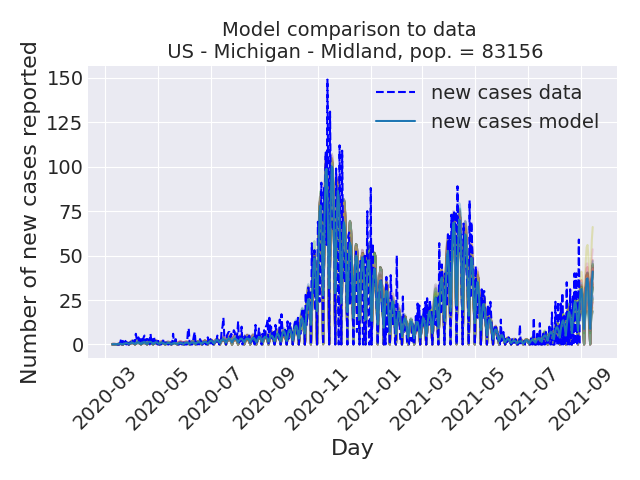 Model comparison to data
US - Michigan - Midland, pop. = 83156
Number of new cases reported
150
125
100
75
50
25
0
new cases data
new cases model
2020-03
2020-05
2020-07
2020-09
2020-11
2021-01
2021-03
2021-05
2021-07
2021-09
Day